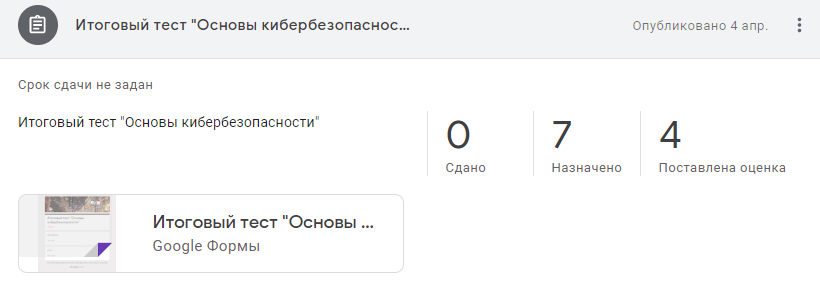 Итоговый тест "Основы кибербезопаснос...
Опубликовано 4 апр.
Срок сдачи не задан
Итоговый тест "Основы кибербезопасности"
0
Сдано
7
Назначено
4
Поставлена оценка
Итоговый тест "Основы ...
Google Формы